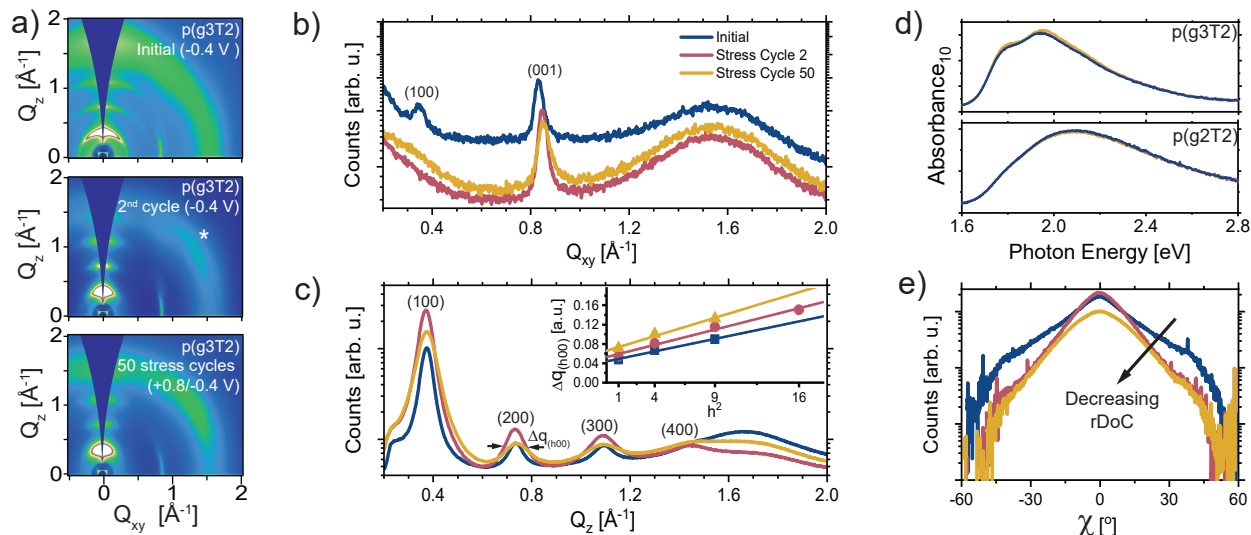 a)
p(g3T2)
Initial (-0.4 V)
Q_z [Å⁻¹]
2
1
0
p(g3T2)
2nd cycle (-0.4 V)
*
Q_z [Å⁻¹]
2
1
0
p(g3T2)
50 stress cycles
(+0.8/-0.4 V)
Q_z [Å⁻¹]
2
1
0
0 1 2
Q_xy [Å⁻¹]
b)
Initial
Stress Cycle 2
Stress Cycle 50
(100)
(001)
Counts [arb. u.]
0.4 0.8 1.2 1.6 2.0
Q_xy [Å⁻¹]
c)
(100)
(200)
(300)
(400)
Δq(h00)
Counts [arb. u.]
0.4 0.8 1.2 1.6 2.0
Q_z [Å⁻¹]
Δq(h00) [a.u.]
0.16
0.12
0.08
0.04
0.00
1 4 9 16
h²
d)
p(g3T2)
p(g2T2)
Absorbance₁₀
1.6 2.0 2.4 2.8
Photon Energy [eV]
e)
Decreasing
rDoC
Counts [arb. u.]
-60 -30 0 30 60
χ [º]